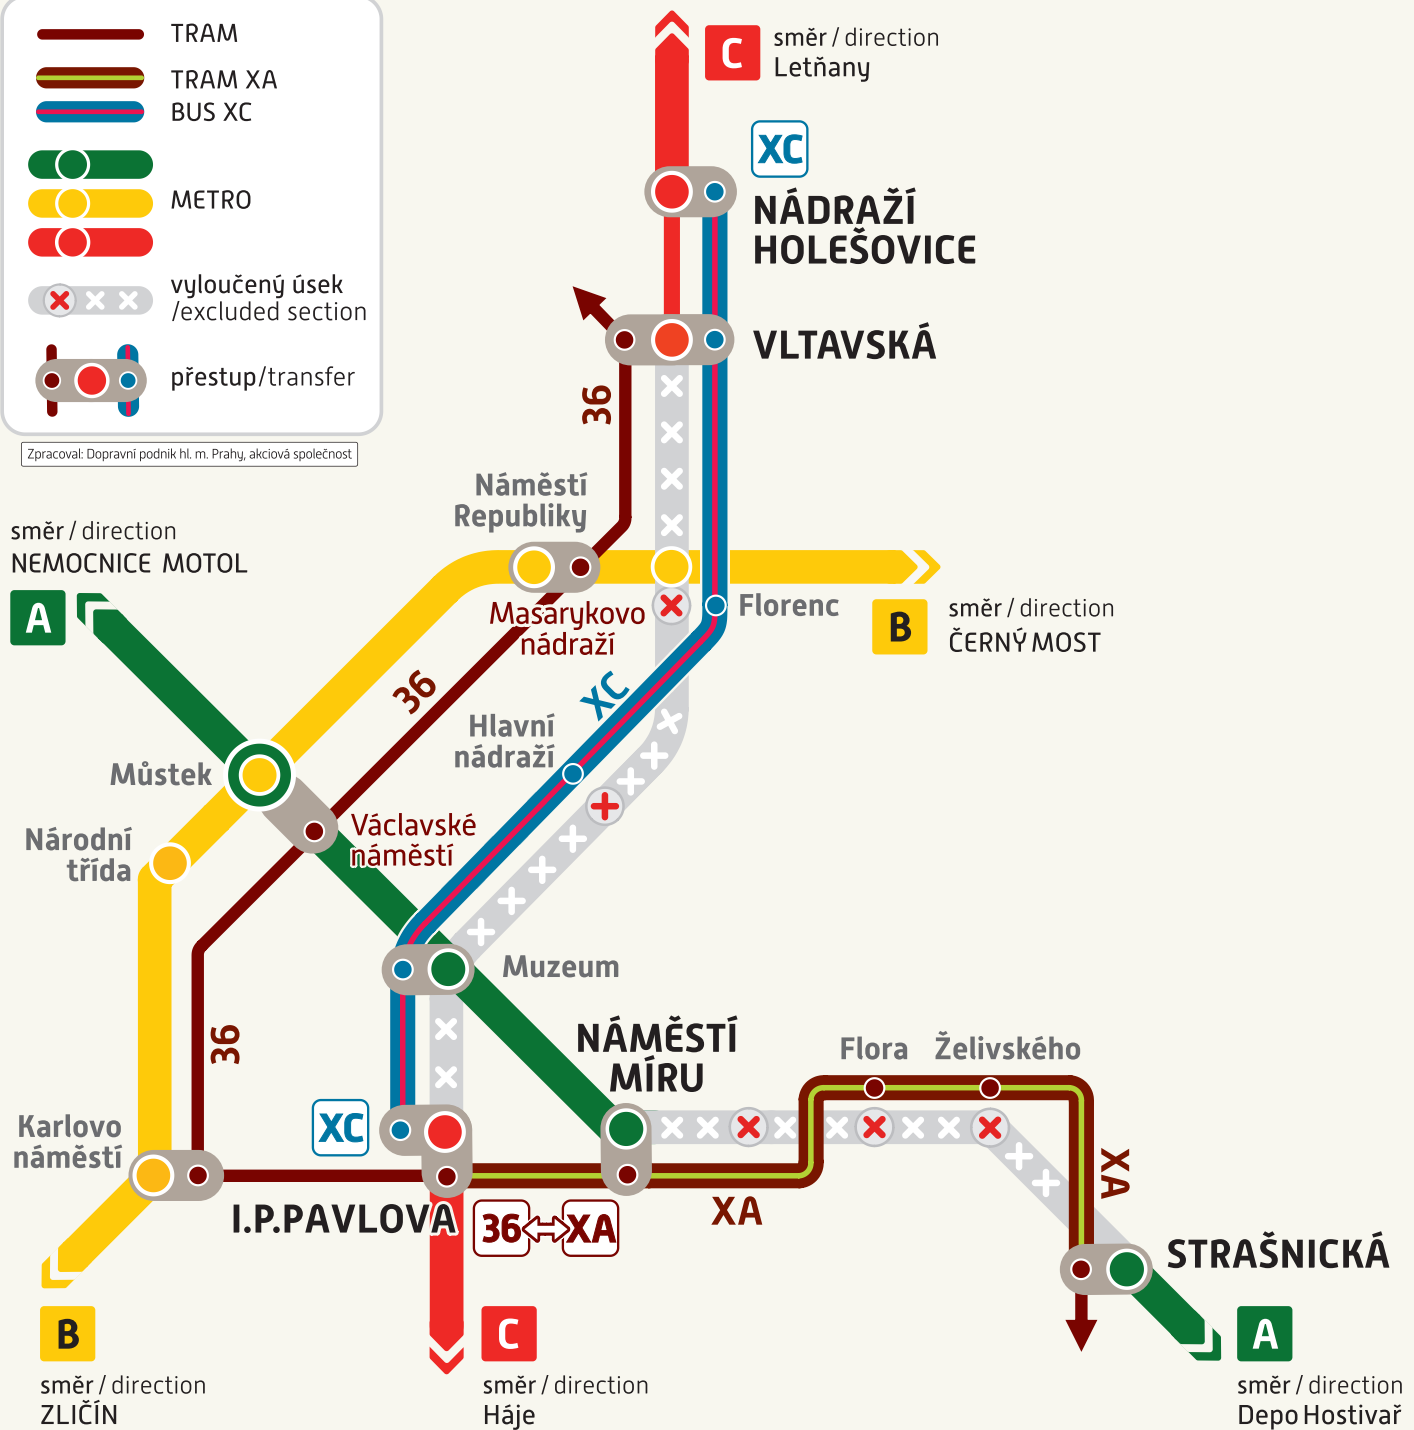 TRAM
TRAM XA
BUS XC
METRO
vyloučený úsek
/excluded section
přestup/transfer
Zpracoval: Dopravní podnik hl. m. Prahy, akciová společnost
C
směr / direction
Letňany
XC
NÁDRAŽÍ
HOLEŠOVICE
VLTAVSKÁ
36
Náměstí
Republiky
směr / direction
NEMOCNICE MOTOL
A
Masarykovo
nádraží
Florenc
B
směr / direction
ČERNÝ MOST
36
XC
Hlavní
nádraží
Můstek
Národní
třída
Václavské
náměstí
Muzeum
36
NÁMĚSTÍ
MÍRU
Flora
Želivského
Karlovo
náměstí
XC
I.P.PAVLOVA
36
XA
XA
XA
STRAŠNICKÁ
B
směr / direction
ZLIČÍN
C
směr / direction
Háje
A
směr / direction
Depo Hostivař